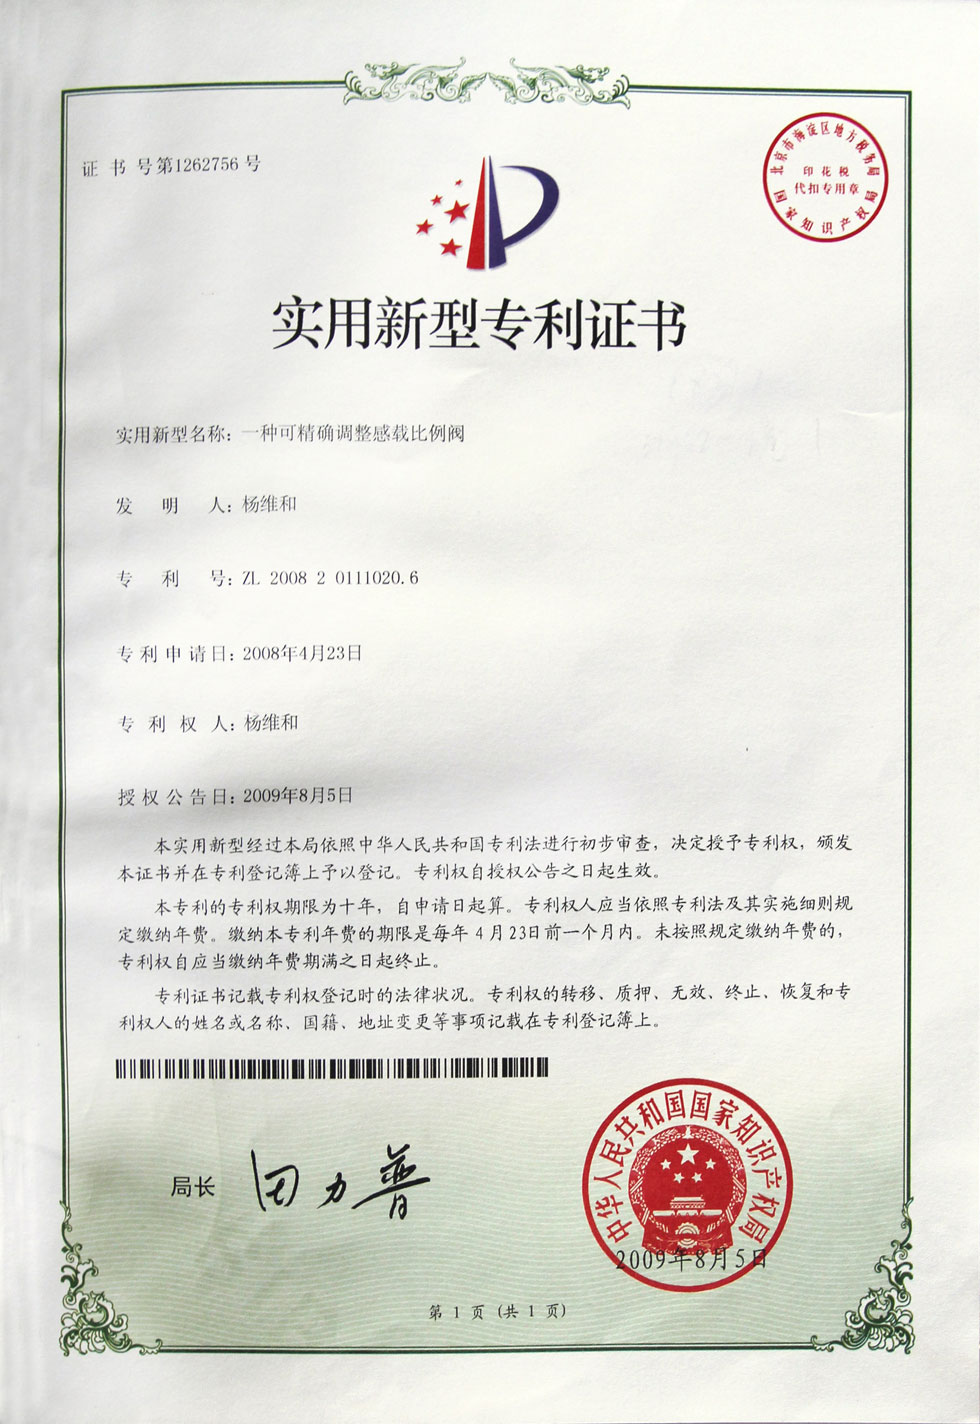 证 书 号第1262756 号
北京市海淀区地方税务局
印 花 税
代扣专用章
国家知识产权局
实用新型专利证书
实用新型名称：一种可精确调整感载比例阀
发 明 人：杨维和
专 利 号：ZL 2008 2 0111020.6
专利申请日：2008年4月23日
专 利 权 人：杨维和
授权公告日：2009年8月5日
本实用新型经过本局依照中华人民共和国专利法进行初步审查，决定授予专利权，颁发
本证书并在专利登记簿上予以登记。专利权自授权公告之日起生效。
本专利的专利权期限为十年，自申请日起算。专利权人应当依照专利法及其实施细则规
定缴纳年费。缴纳本专利年费的期限是每年 4 月 23日前一个月内。未按照规定缴纳年费的，
专利权自应当缴纳年费期满之日起终止。
专利证书记载专利权登记时的法律状况。专利权的转移、质押、无效、终止、恢复和专
利权人的姓名或名称、国籍、地址变更等事项记载在专利登记簿上。
局长 田力普
中华人民共和国国家知识产权局
2009年8月5日
第 1 页 (共 1 页)